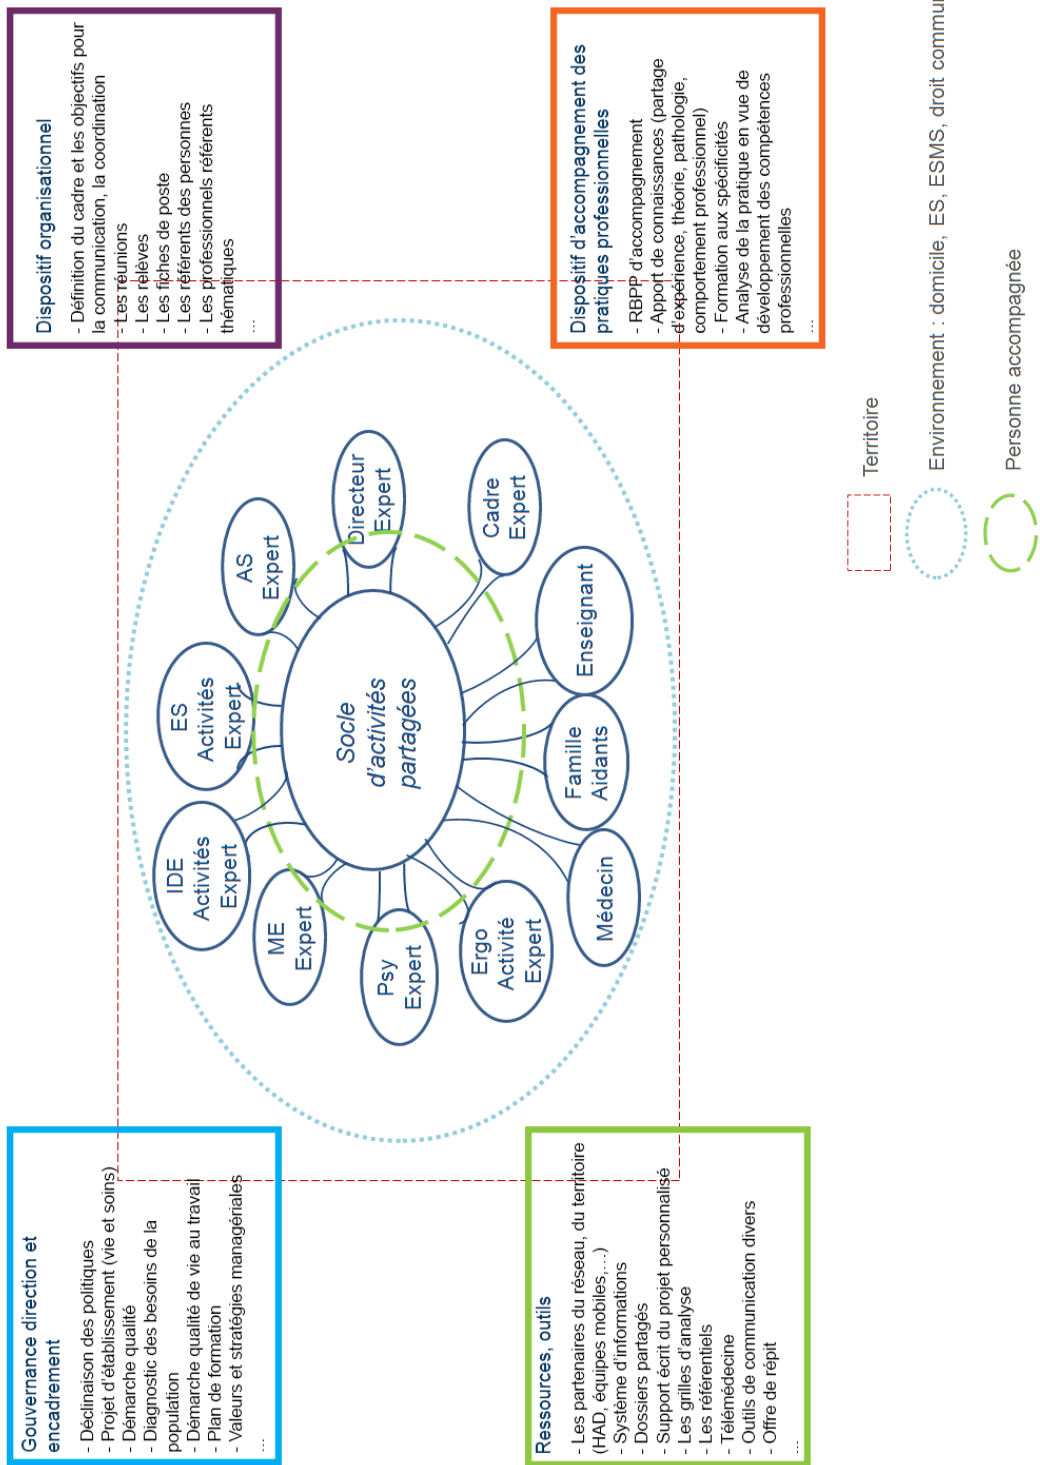 Gouvernance direction et
encadrement
- Déclinaison des politiques
- Projet d'établissement (vie et soins)
- Démarche qualité
- Diagnostic des besoins de la
population
- Démarche qualité de vie au travail
- Plan de formation
- Valeurs et stratégies managériales
...
Dispositif organisationnel
- Définition du cadre et les objectifs pour
la communication, la coordination
- Les réunions
- Les relèves
- Les fiches de poste
- Les référents des personnes
- Les professionnels référents
thématiques
...
IDE
Activités
Expert
ES
Activités
Expert
AS
Expert
ME
Expert
Directeur
Expert
Socle
d'activités
partagées
Psy
Expert
Cadre
Expert
Ergo
Activité
Expert
Médecin
Famille
Aidants
Enseignant
Ressources, outils
- Les partenaires du réseau, du territoire
(HAD, équipes mobiles,...)
- Système d'informations
- Dossiers partagés
- Support écrit du projet personnalisé
- Les grilles d'analyse
- Les référentiels
- Télémédecine
- Outils de communication divers
- Offre de répit
...
Dispositif d'accompagnement des
pratiques professionnelles
- RBPP d'accompagnement
- Apport de connaissances (partage
d'expérience, théorie, pathologie,
comportement professionnel)
- Formation aux spécificités
- Analyse de la pratique en vue de
développement des compétences
professionnelles
...
Territoire
Environnement : domicile, ES, ESMS, droit commu
Personne accompagnée